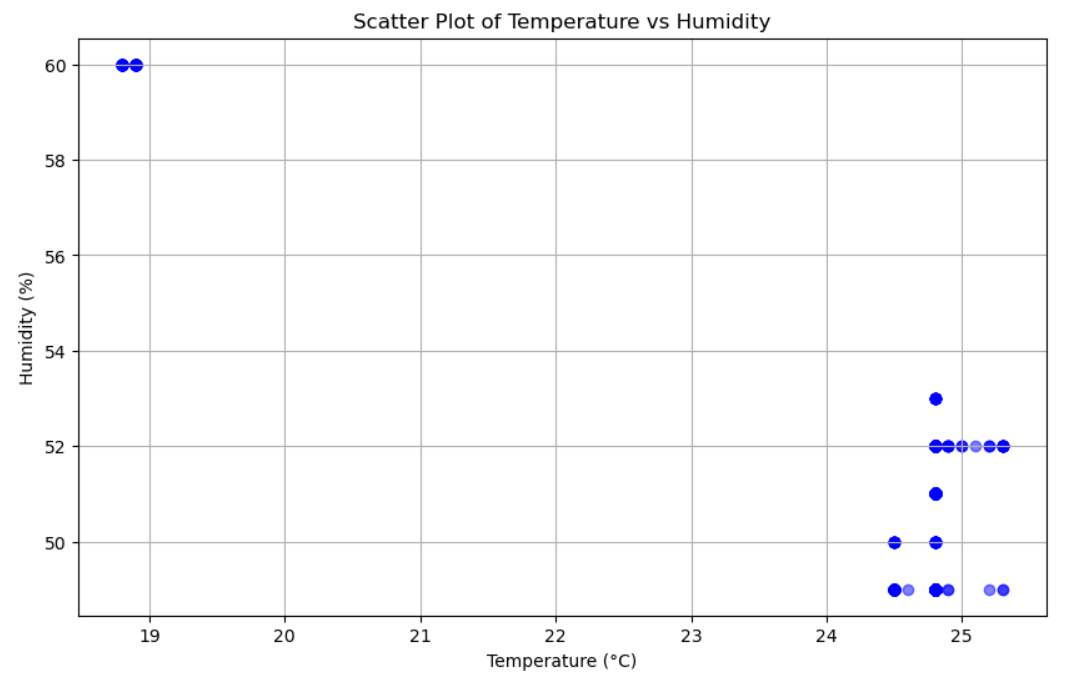 Scatter Plot of Temperature vs Humidity
Humidity (%)
60
58
56
54
52
50
19 20 21 22 23 24 25
Temperature (°C)